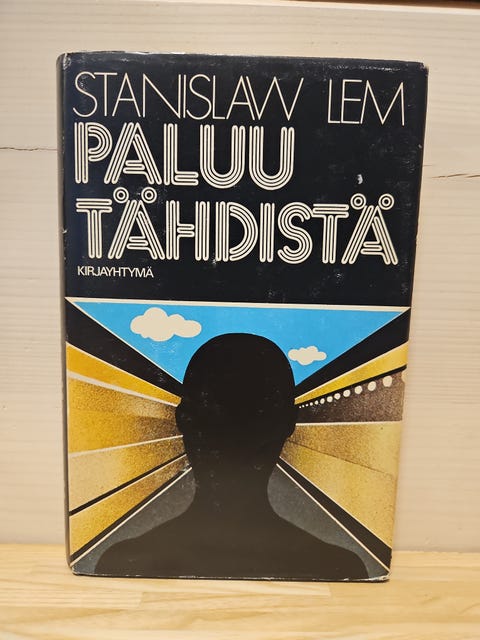 STANISLAW LEM
PALUU
TÄHDISTÄ
KIRJAYHTYMÄ